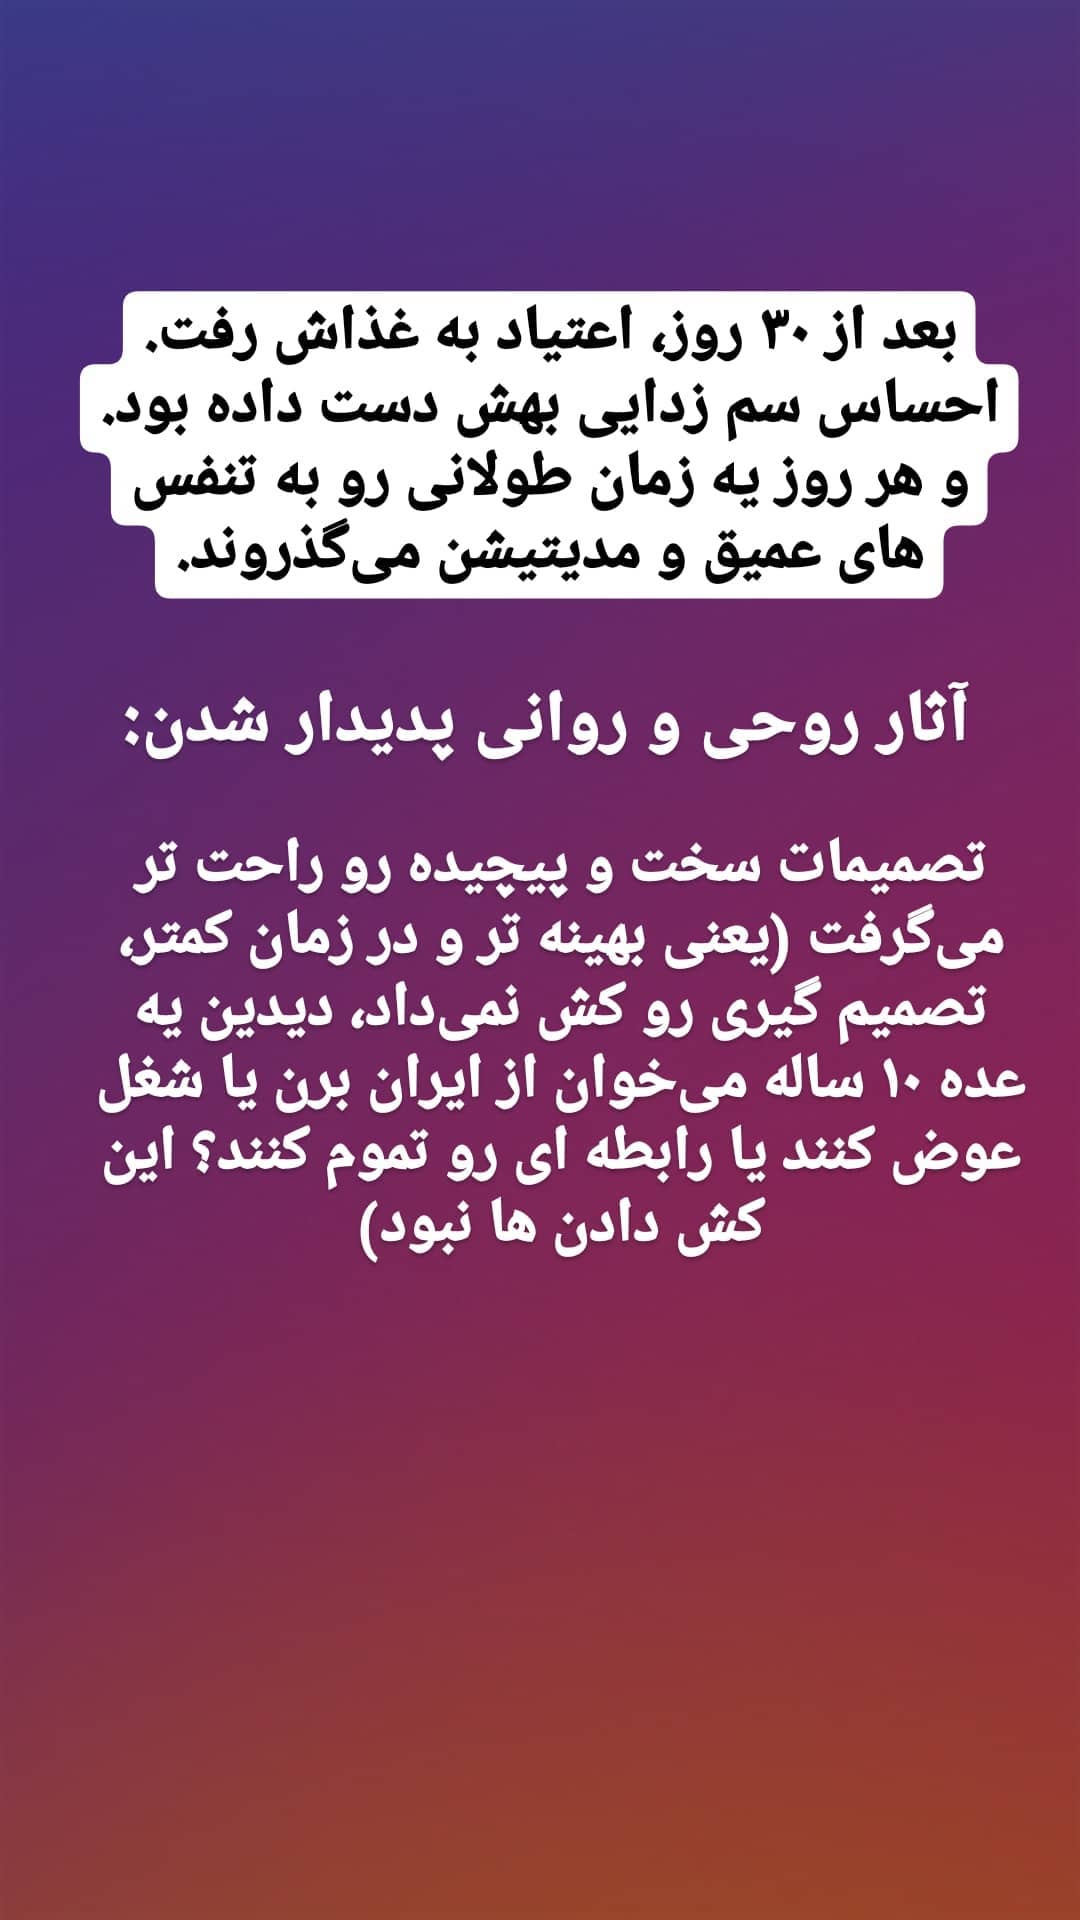 بعد از ۳۰ روز، اعتیاد به غذاش رفت.
احساس سم زدایی بهش دست داده بود.
و هر روز یه زمان طولانی رو به تنفس
های عمیق و مدیتیشن می‌گذروند.
آثار روحی و روانی پدیدار شدن:
تصمیمات سخت و پیچیده رو راحت تر
می‌گرفت (یعنی بهینه تر و در زمان کمتر،
تصمیم گیری رو کش نمی‌داد، دیدین یه
عده ۱۰ ساله می‌خوان از ایران برن یا شغل
عوض کنند یا رابطه ای رو تموم کنند؟ این
کش دادن ها نبود)